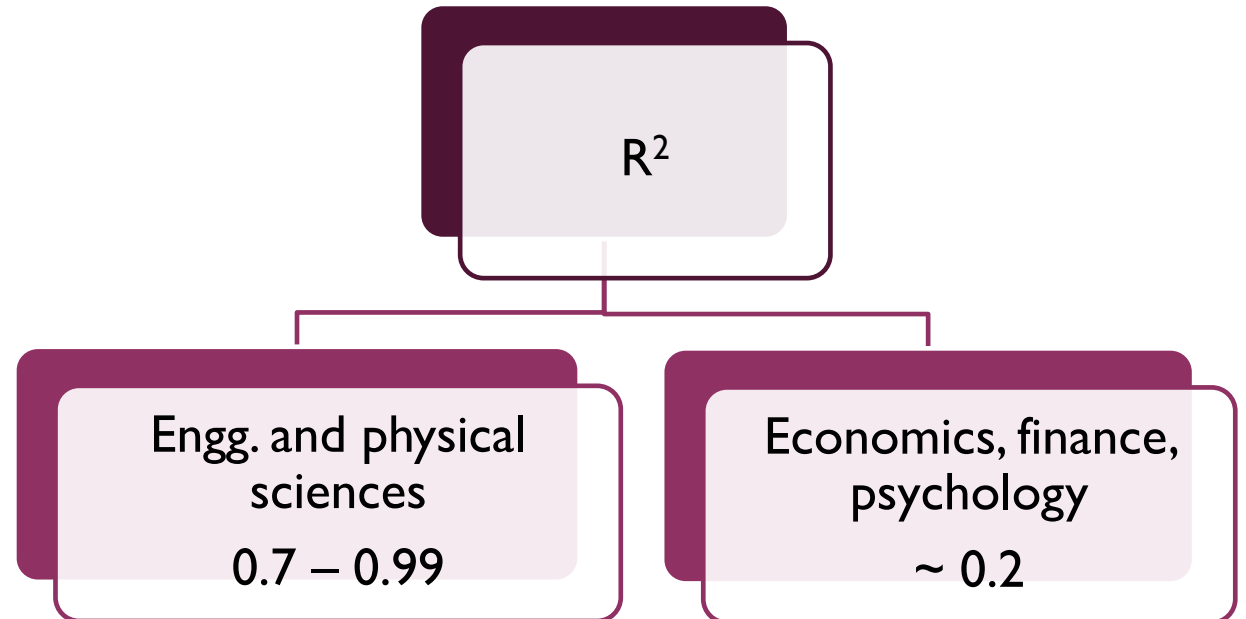 R²
Engg. and physical
sciences
0.7 – 0.99
Economics, finance,
psychology
~ 0.2